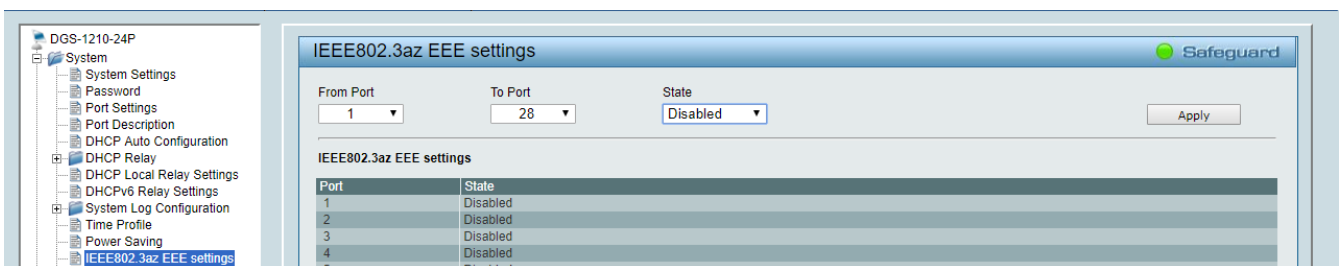 DGS-1210-24P
System
System Settings
Password
Port Settings
Port Description
DHCP Auto Configuration
DHCP Relay
DHCP Local Relay Settings
DHCPv6 Relay Settings
System Log Configuration
Time Profile
Power Saving
IEEE802.3az EEE settings
IEEE802.3az EEE settings
Safeguard
From Port To Port State
1 28 Disabled Apply
IEEE802.3az EEE settings
Port State
1 Disabled
2 Disabled
3 Disabled
4 Disabled